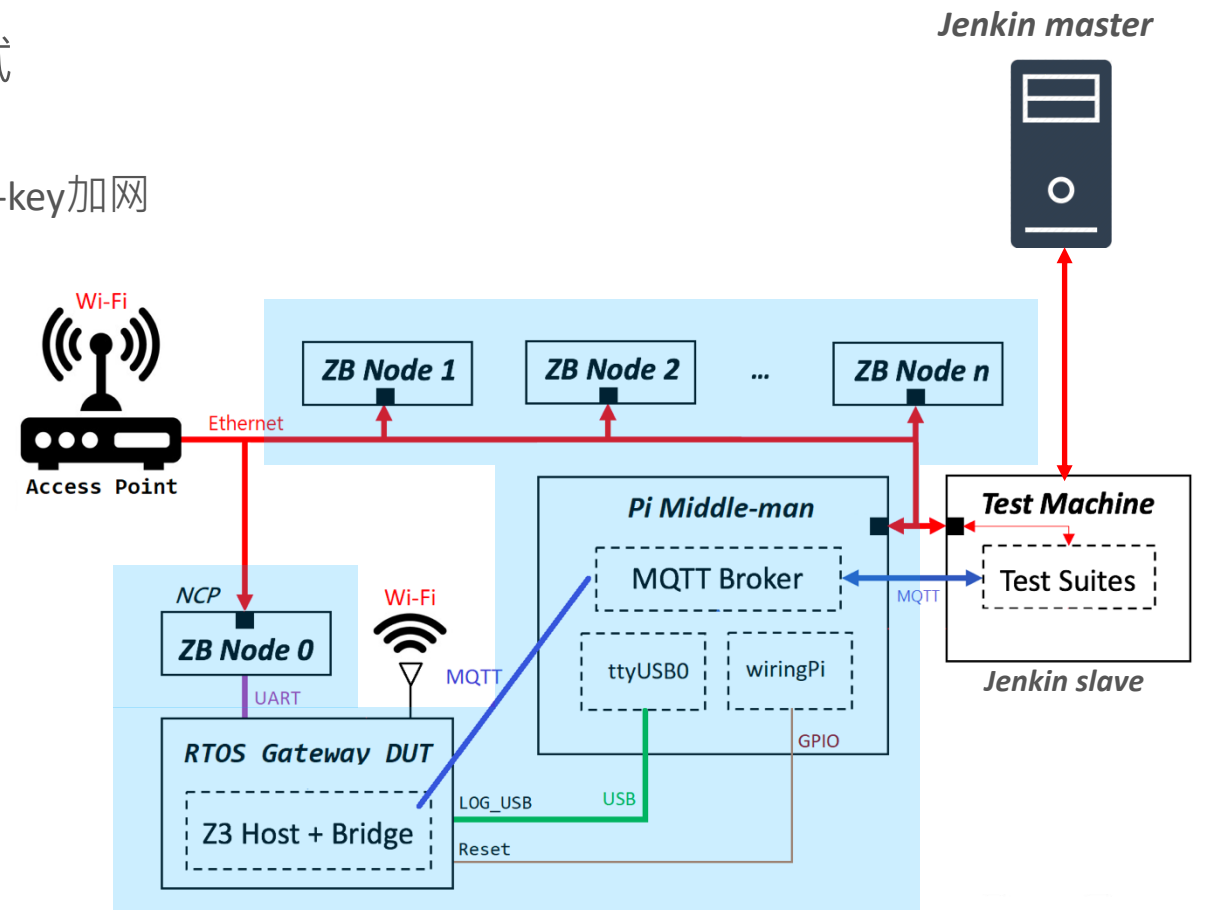 Jenkin master
式
-key加网
Wi-Fi
ZB Node 1
ZB Node 2
...
ZB Node n
Ethernet
Access Point
Pi Middle-man
Test Machine
MQTT Broker
Test Suites
MQTT
NCP
Wi-Fi
ZB Node 0
ttyUSB0
wiringPi
Jenkin slave
MQTT
UART
GPIO
RTOS Gateway DUT
LOG_USB
USB
Z3 Host + Bridge
Reset